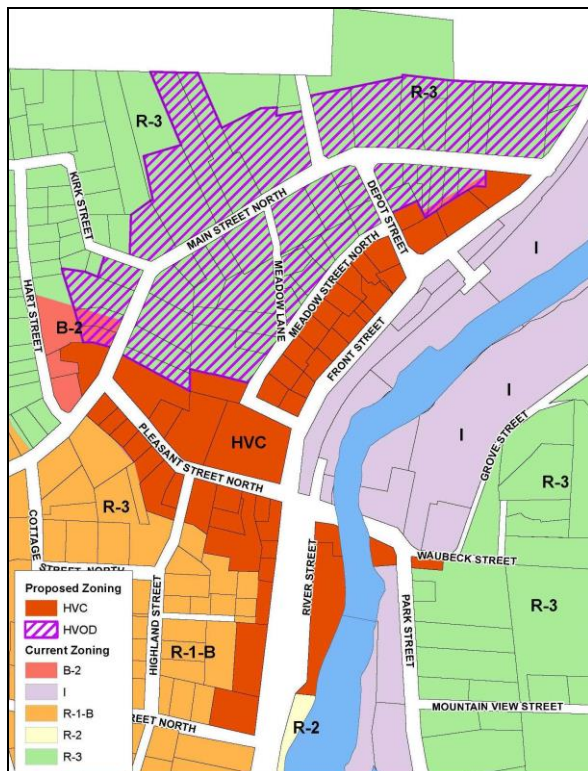 R-3
R-3
KIRK STREET
MAIN STREET NORTH
DEPOT STREET
HART STREET
MEADOW LANE
MEADOW STREET NORTH
I
B-2
FRONT STREET
I
I
HVC
GROVE STREET
PLEASANT STREET NORTH
R-3
R-3
COTTAGE
WAUBECK STREET
STREET NORTH
HIGHLAND STREET
RIVER STREET
PARK STREET
R-3
R-1-B
MOUNTAIN VIEW STREET
STREET NORTH
R-2
Proposed Zoning
HVC
HVOD
Current Zoning
B-2
I
R-1-B
R-2
R-3